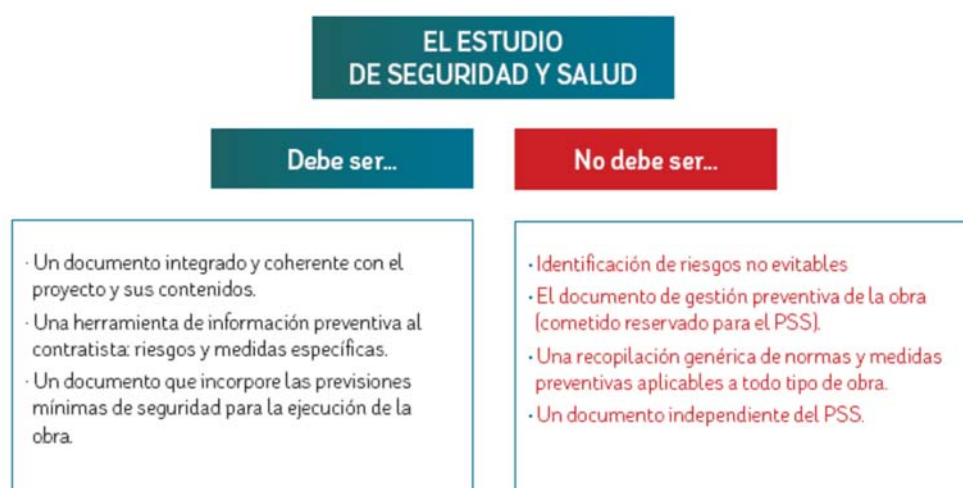 EL ESTUDIO
DE SEGURIDAD Y SALUD
Debe ser...
No debe ser...
· Un documento integrado y coherente con el
proyecto y sus contenidos.
· Una herramienta de información preventiva al
contratista: riesgos y medidas específicas.
· Un documento que incorpore las previsiones
mínimas de seguridad para la ejecución de la
obra.
· Identificación de riesgos no evitables
· El documento de gestión preventiva de la obra
(cometido reservado para el PSS).
· Una recopilación genérica de normas y medidas
preventivas aplicables a todo tipo de obra.
· Un documento independiente del PSS.